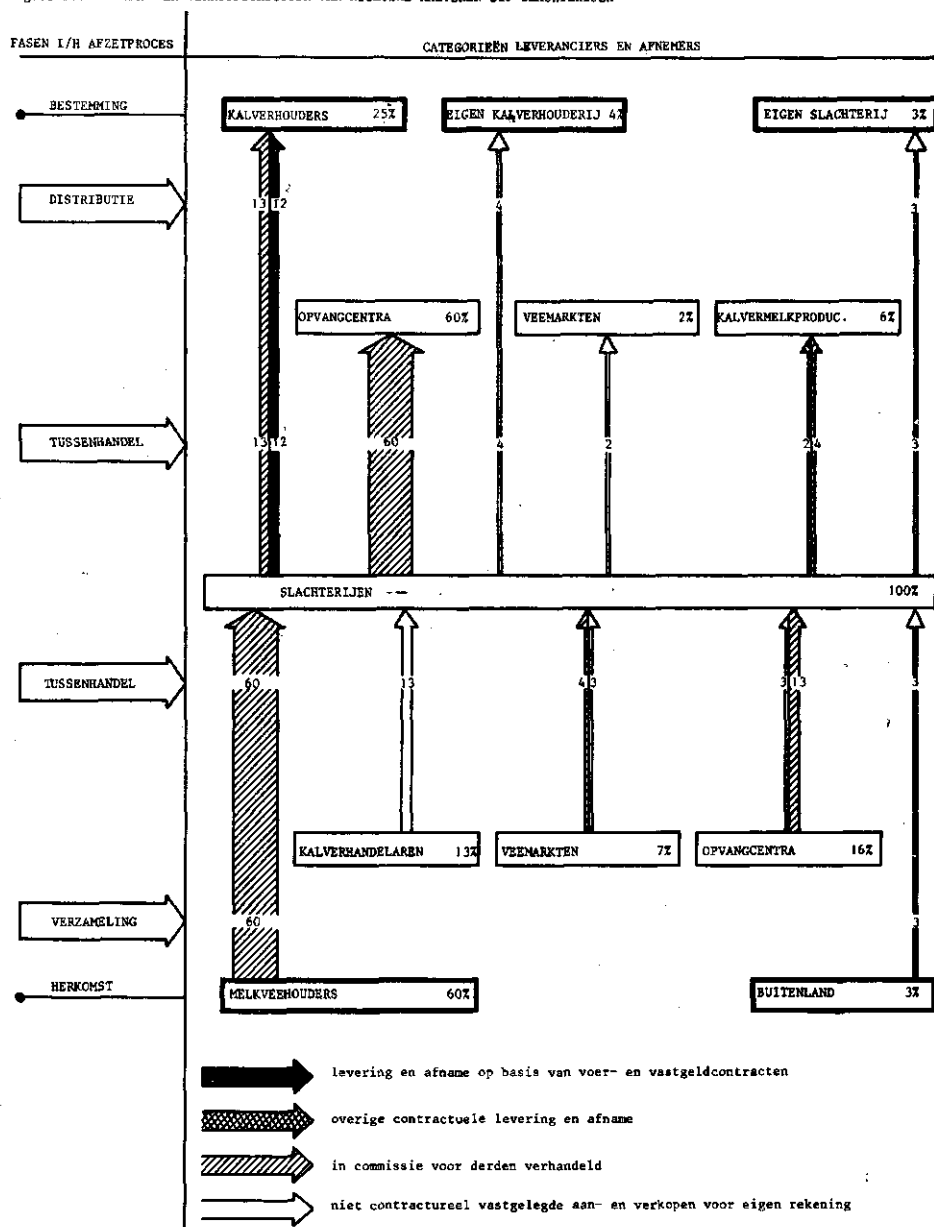 FASEN I/H AFZETPROCES
CATEGORIEËN LEVERANCIERS EN AFNEMERS
BESTEMMING
KALVERHOUDERS 25%
EIGEN KALVERHOUDERIJ 4%
EIGEN SLACHTERIJ 3%
DISTRIBUTIE
13 12
4
3
OPVANGCENTRA 60%
VEEMARKTEN 2%
KALVERMELKPRODUC. 6%
TUSSENHANDEL
13 12
60
4
2
2 4
3
SLACHTERIJEN 100%
TUSSENHANDEL
60
13
4 3
3 13
3
KALVERHANDELAREN 13%
VEEMARKTEN 7%
OPVANGCENTRA 16%
VERZAMELING
60
3
HERKOMST
MELKVEEHOUDERS 60%
BUITENLAND 3%
levering en afname op basis van voer- en vastgeldcontracten
overige contractuele levering en afname
in commissie voor derden verhandeld
niet contractureel vastgelegde aan- en verkopen voor eigen rekening